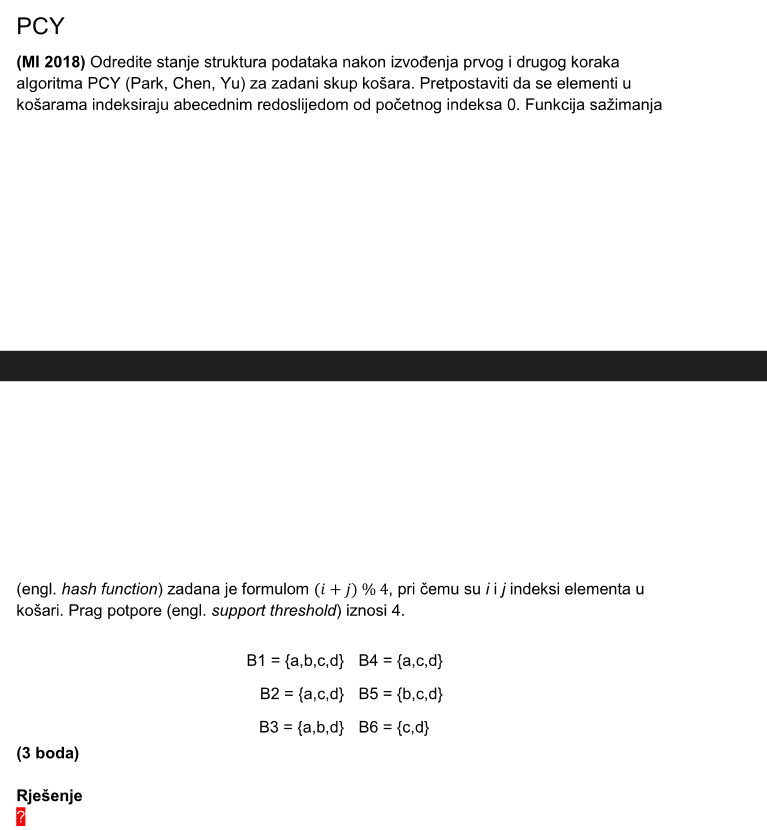 PCY
(MI 2018) Odredite stanje struktura podataka nakon izvođenja prvog i drugog koraka
algoritma PCY (Park, Chen, Yu) za zadani skup košara. Pretpostaviti da se elementi u
košarama indeksiraju abecednim redoslijedom od početnog indeksa 0. Funkcija sažimanja
(engl. hash function) zadana je formulom (i + j) % 4, pri čemu su i i j indeksi elementa u
košari. Prag potpore (engl. support threshold) iznosi 4.
B1 = {a,b,c,d} B4 = {a,c,d}
B2 = {a,c,d} B5 = {b,c,d}
B3 = {a,b,d} B6 = {c,d}
(3 boda)
Rješenje
?